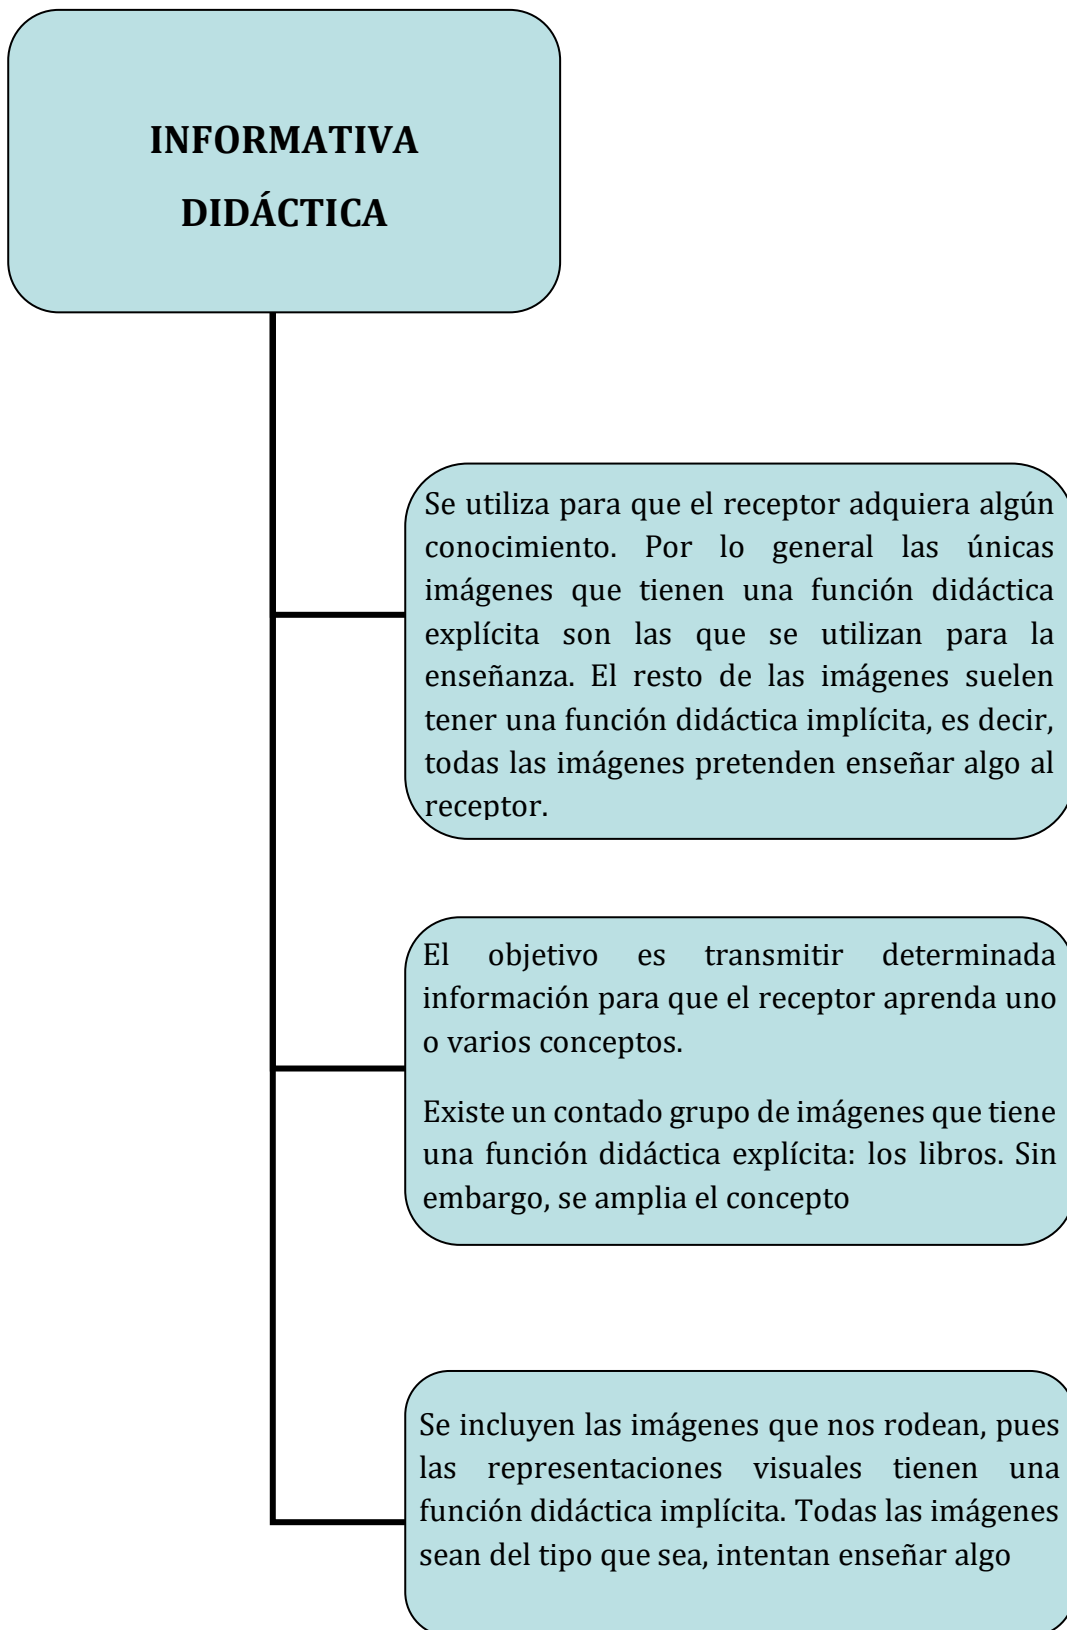 INFORMATIVA
DIDÁCTICA
Se utiliza para que el receptor adquiera algún
conocimiento. Por lo general las únicas
imágenes que tienen una función didáctica
explícita son las que se utilizan para la
enseñanza. El resto de las imágenes suelen
tener una función didáctica implícita, es decir,
todas las imágenes pretenden enseñar algo al
receptor.
El objetivo es transmitir determinada
información para que el receptor aprenda uno
o varios conceptos.
Existe un contado grupo de imágenes que tiene
una función didáctica explícita: los libros. Sin
embargo, se amplia el concepto
Se incluyen las imágenes que nos rodean, pues
las representaciones visuales tienen una
función didáctica implícita. Todas las imágenes
sean del tipo que sea, intentan enseñar algo